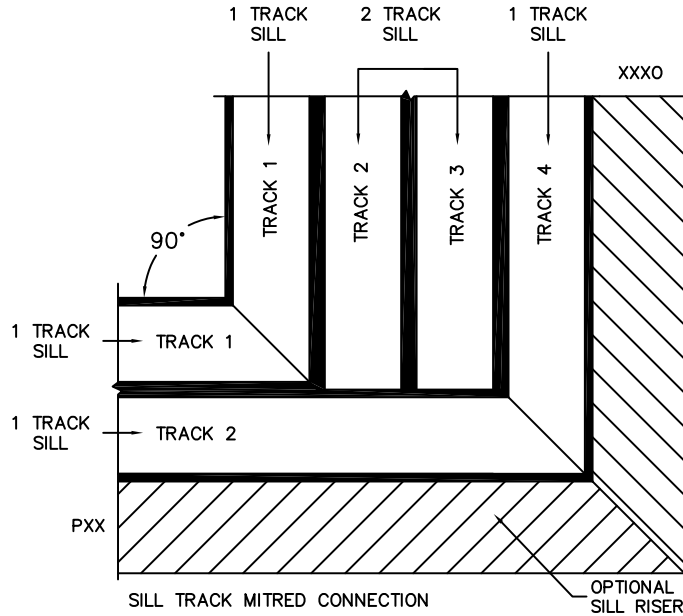 1 TRACK
SILL
2 TRACK
SILL
1 TRACK
SILL
XXXO
TRACK 1
TRACK 2
TRACK 3
TRACK 4
90°
1 TRACK
SILL
TRACK 1
1 TRACK
SILL
TRACK 2
PXX
SILL TRACK MITRED CONNECTION
OPTIONAL
SILL RISER